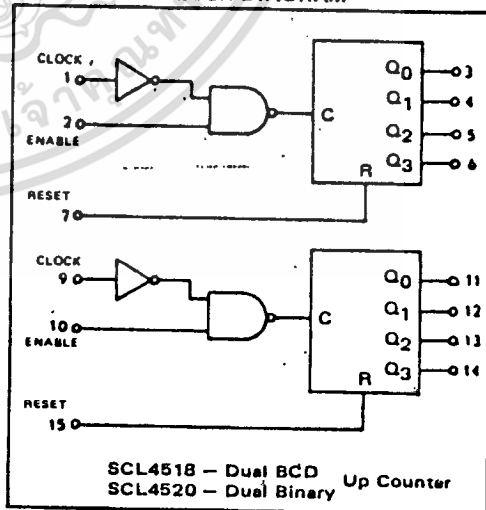 CLOCK
1
2
ENABLE
RESET
7
C
R
Q0
Q1
Q2
Q3
3
4
5
6
CLOCK
9
10
ENABLE
RESET
15
C
R
Q0
Q1
Q2
Q3
11
12
13
14
SCL4518 – Dual BCD
SCL4520 – Dual Binary Up Counter